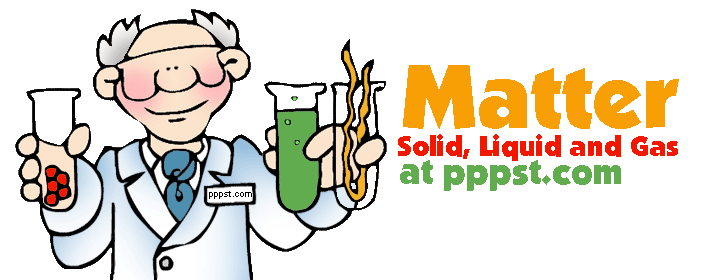 Matter
Solid, Liquid and Gas
at pppst.com
pppst.com